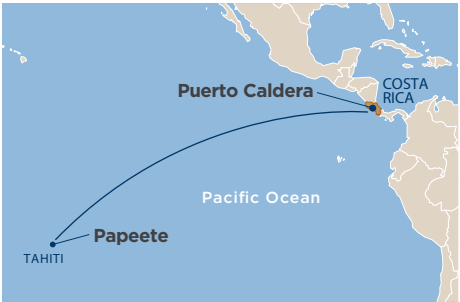 COSTA
RICA
Puerto Caldera
Pacific Ocean
Papeete
TAHITI